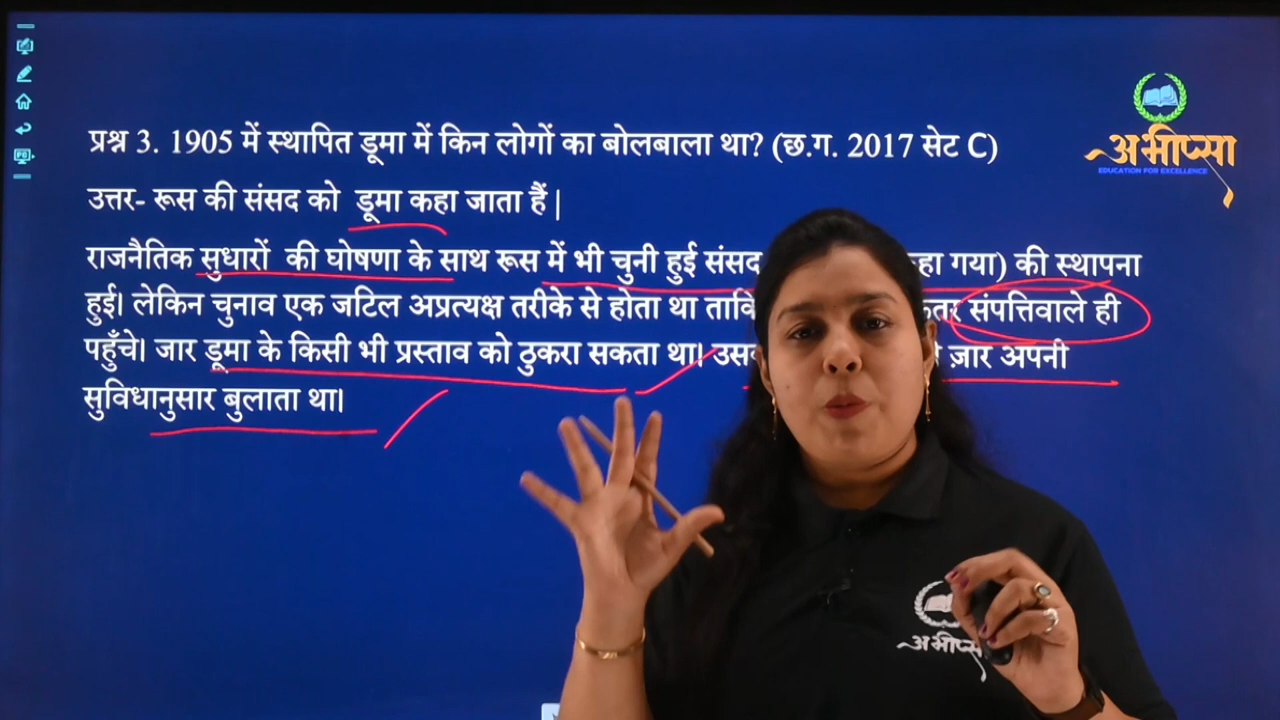 प्रश्न 3. 1905 में स्थापित डूमा में किन लोगों का बोलबाला था? (छ.ग. 2017 सेट C)
उत्तर- रूस की संसद को डूमा कहा जाता हैं |
राजनैतिक सुधारों की घोषणा के साथ रूस में भी चुनी हुई संसद गया) की स्थापना
हुई। लेकिन चुनाव एक जटिल अप्रत्यक्ष तरीके से होता था संपत्तिवाले ही
पहुँचे। जार डूमा के किसी भी प्रस्ताव को ठुकरा सकता था। ज़ार अपनी
सुविधानुसार बुलाता था।
अभीप्सा
EDUCATION FOR EXCELLENCE
अभीप्सा